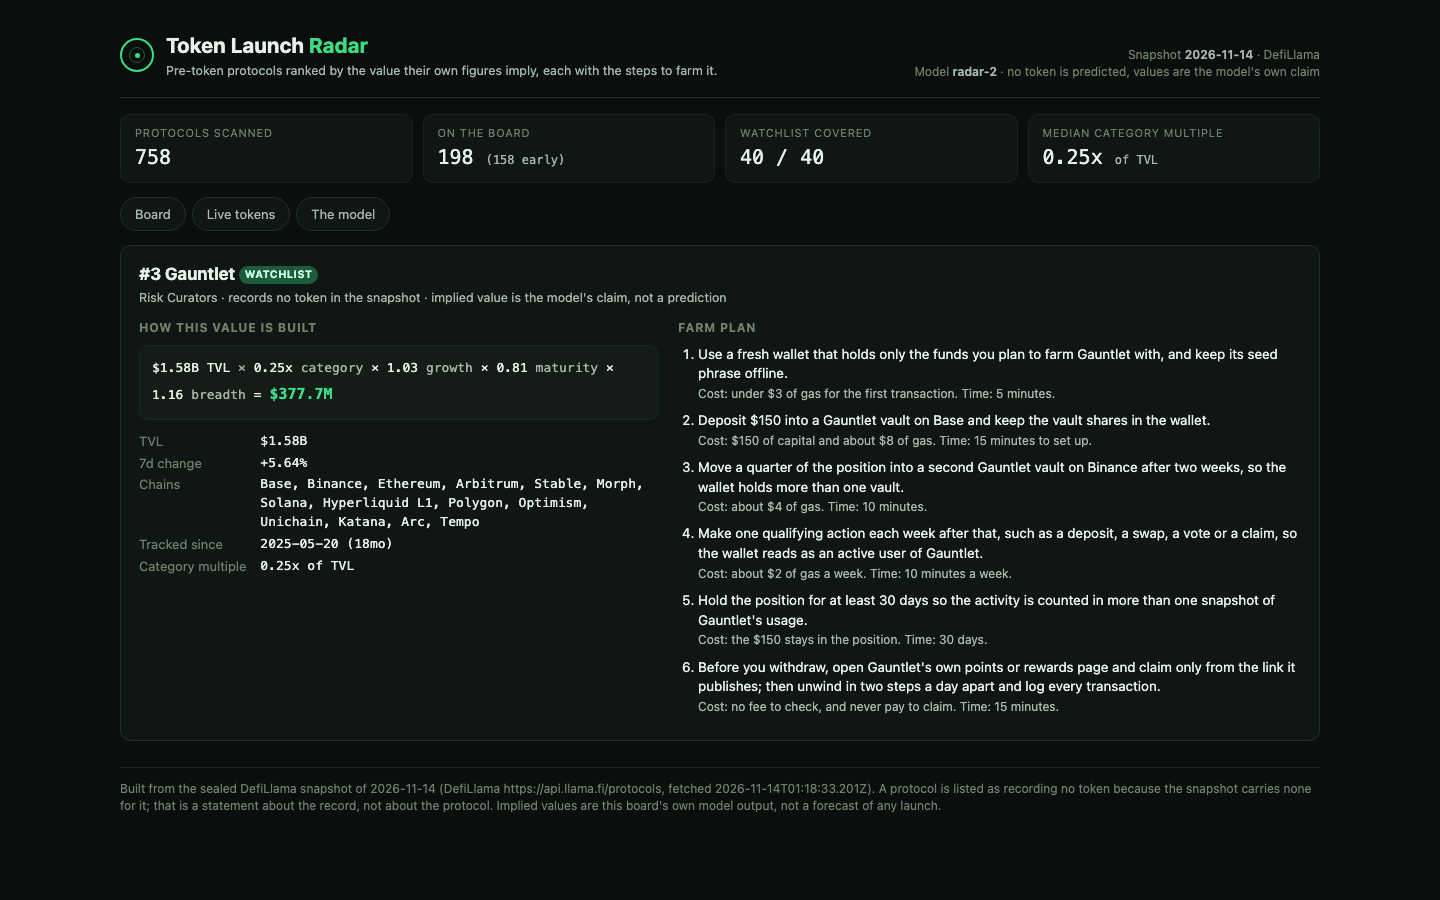 Token Launch Radar
Pre-token protocols ranked by the value their own figures imply, each with the steps to farm it.
Snapshot 2026-11-14 · DefiLlama
Model radar-2 · no token is predicted, values are the model's own claim
PROTOCOLS SCANNED
758
ON THE BOARD
198 (158 early)
WATCHLIST COVERED
40 / 40
MEDIAN CATEGORY MULTIPLE
0.25x of TVL
Board
Live tokens
The model
#3 Gauntlet WATCHLIST
Risk Curators · records no token in the snapshot · implied value is the model's claim, not a prediction
HOW THIS VALUE IS BUILT
$1.58B TVL × 0.25x category × 1.03 growth × 0.81 maturity ×
1.16 breadth = $377.7M
TVL $1.58B
7d change +5.64%
Chains Base, Binance, Ethereum, Arbitrum, Stable, Morph,
Solana, Hyperliquid L1, Polygon, Optimism,
Unichain, Katana, Arc, Tempo
Tracked since 2025-05-20 (18mo)
Category multiple 0.25x of TVL
FARM PLAN
1. Use a fresh wallet that holds only the funds you plan to farm Gauntlet with, and keep its seed
phrase offline.
Cost: under $3 of gas for the first transaction. Time: 5 minutes.
2. Deposit $150 into a Gauntlet vault on Base and keep the vault shares in the wallet.
Cost: $150 of capital and about $8 of gas. Time: 15 minutes to set up.
3. Move a quarter of the position into a second Gauntlet vault on Binance after two weeks, so the
wallet holds more than one vault.
Cost: about $4 of gas. Time: 10 minutes.
4. Make one qualifying action each week after that, such as a deposit, a swap, a vote or a claim, so
the wallet reads as an active user of Gauntlet.
Cost: about $2 of gas a week. Time: 10 minutes a week.
5. Hold the position for at least 30 days so the activity is counted in more than one snapshot of
Gauntlet's usage.
Cost: the $150 stays in the position. Time: 30 days.
6. Before you withdraw, open Gauntlet's own points or rewards page and claim only from the link it
publishes; then unwind in two steps a day apart and log every transaction.
Cost: no fee to check, and never pay to claim. Time: 15 minutes.
Built from the sealed DefiLlama snapshot of 2026-11-14 (DefiLlama https://api.llama.fi/protocols, fetched 2026-11-14T01:18:33.201Z). A protocol is listed as recording no token because the snapshot carries none
for it; that is a statement about the record, not about the protocol. Implied values are this board's own model output, not a forecast of any launch.